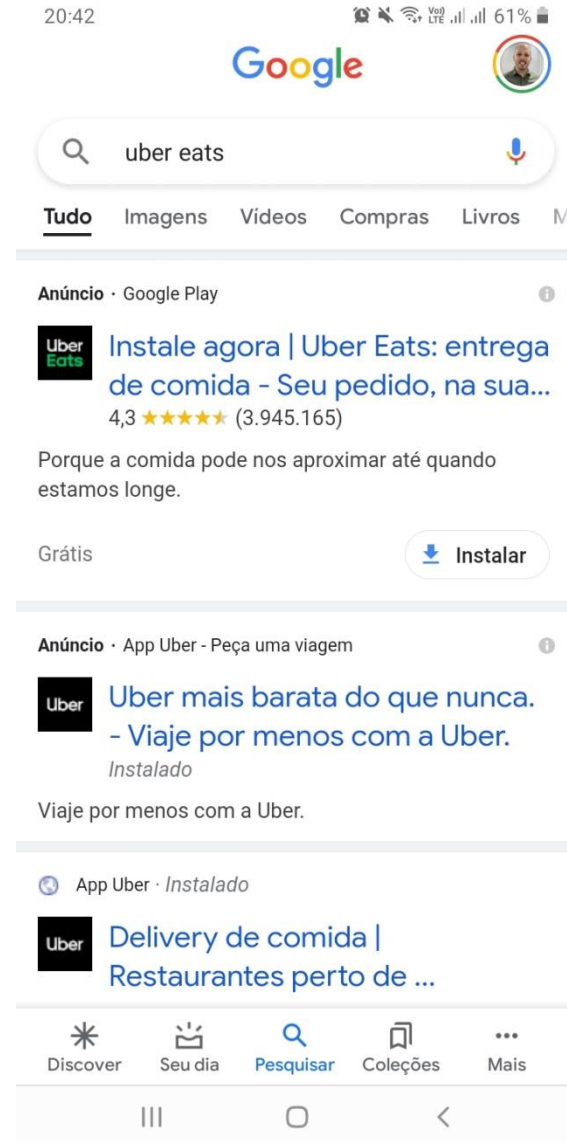 20:42 Vo)) LTE 61%
Google
uber eats
Tudo Imagens Vídeos Compras Livros M
Anúncio · Google Play
Uber
Eats
Instale agora | Uber Eats: entrega
de comida - Seu pedido, na sua...
4,3 ★★★★★ (3.945.165)
Porque a comida pode nos aproximar até quando
estamos longe.
Grátis Instalar
Anúncio · App Uber - Peça uma viagem
Uber
Uber mais barata do que nunca.
- Viaje por menos com a Uber.
Instalado
Viaje por menos com a Uber.
App Uber · Instalado
Uber
Delivery de comida |
Restaurantes perto de ...
Discover Seu dia Pesquisar Coleções Mais